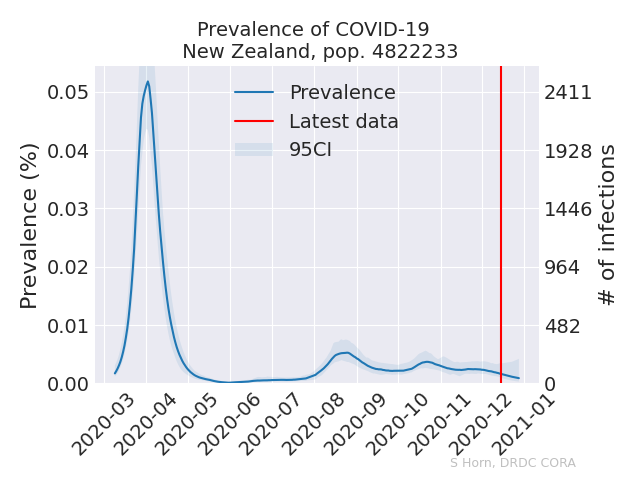 Prevalence of COVID-19
New Zealand, pop. 4822233
Prevalence
Latest data
95CI
Prevalence (%)
0.05
0.04
0.03
0.02
0.01
0.00
2411
1928
1446
964
482
0
# of infections
2020-03
2020-04
2020-05
2020-06
2020-07
2020-08
2020-09
2020-10
2020-11
2020-12
2021-01
S Horn, DRDC CORA